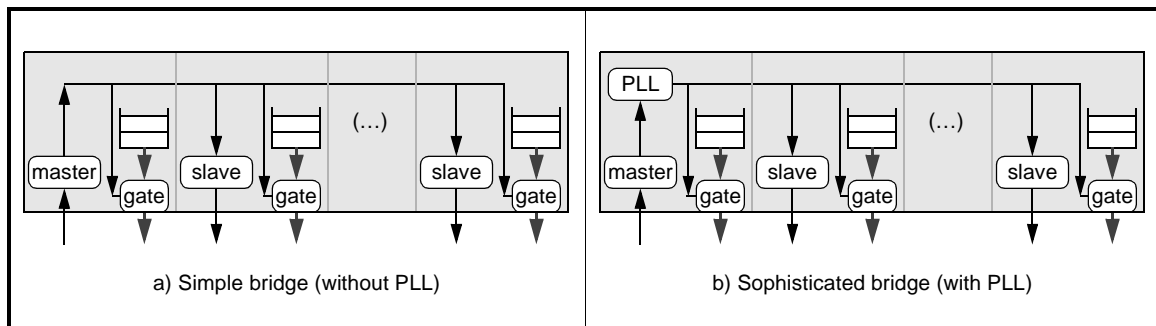 PLL
(...)
(...)
master
slave
slave
master
slave
slave
gate
gate
gate
gate
gate
gate
a) Simple bridge (without PLL)
b) Sophisticated bridge (with PLL)